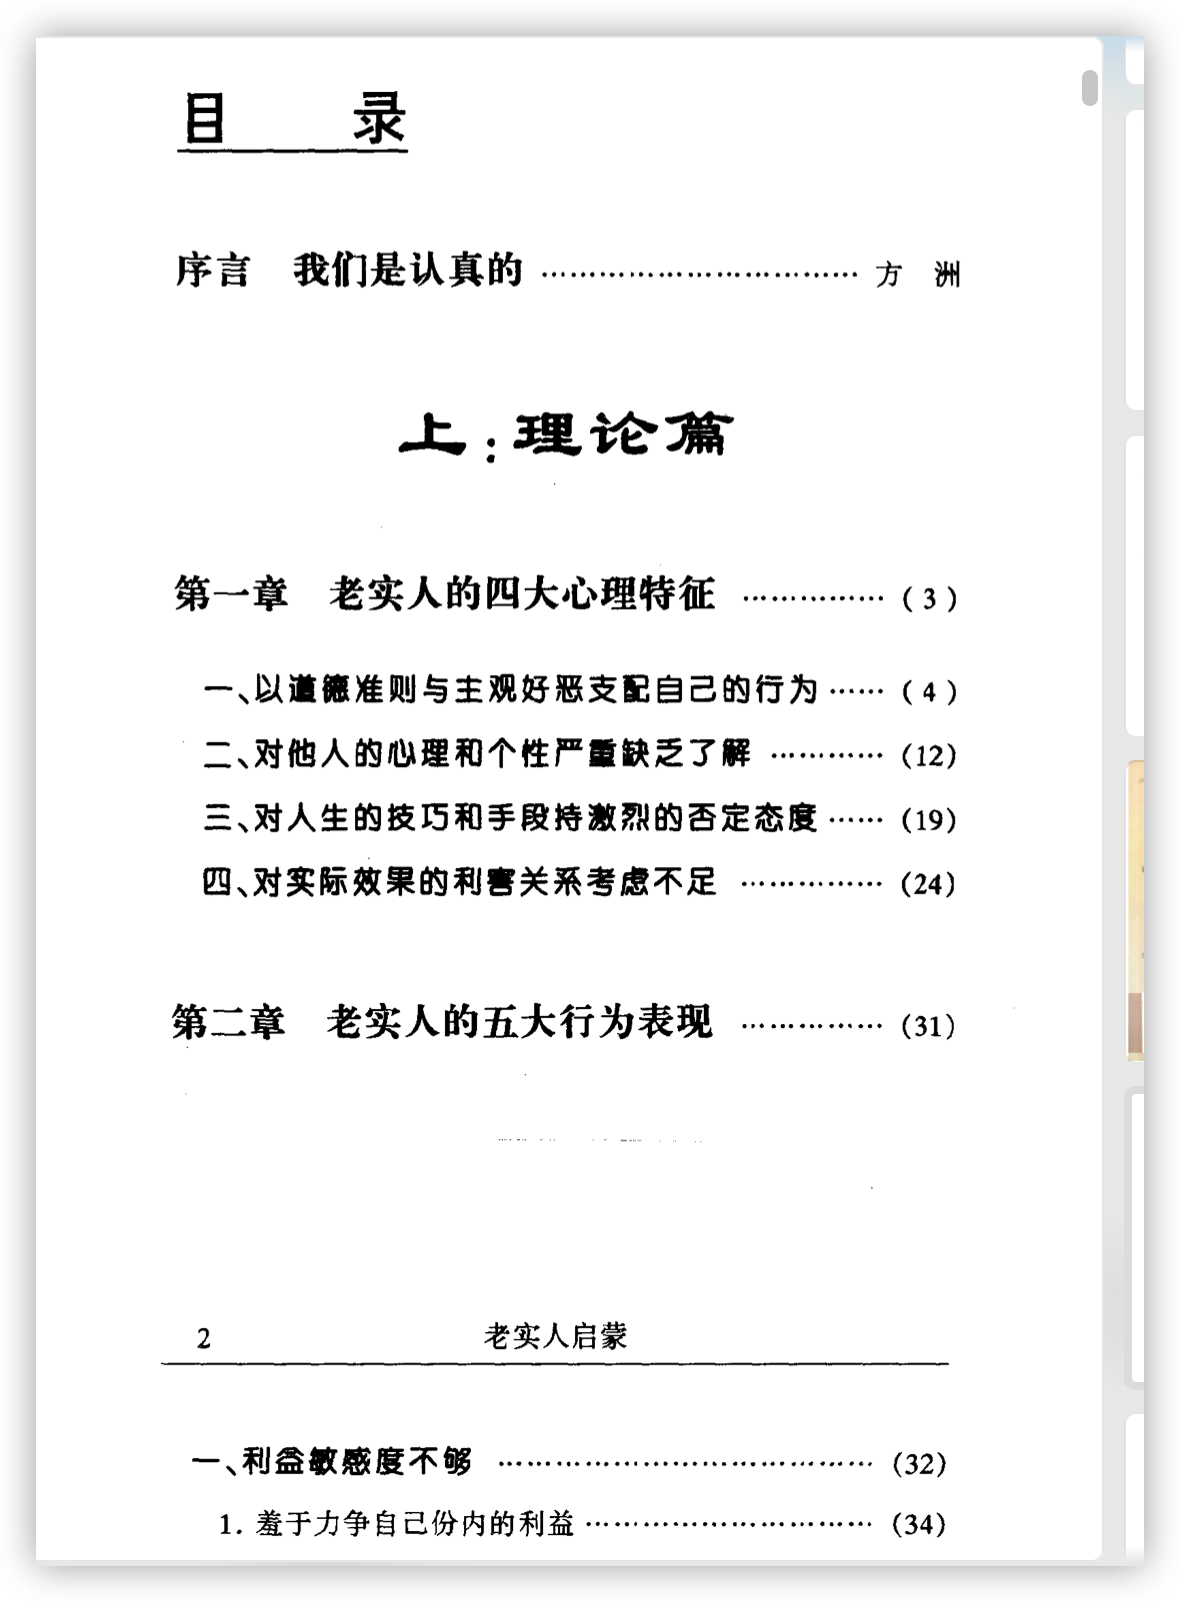 目 录
序言 我们是认真的 …………………………… 方 洲
上：理论篇
第一章 老实人的四大心理特征 …………… ( 3 )
一、以道德准则与主观好恶支配自己的行为 …… ( 4 )
二、对他人的心理和个性严重缺乏了解 ………… (12)
三、对人生的技巧和手段持激烈的否定态度 …… (19)
四、对实际效果的利害关系考虑不足 …………… (24)
第二章 老实人的五大行为表现 …………… (31)
2 老实人启蒙
一、利益敏感度不够 ………………………………… (32)
1. 羞于力争自己份内的利益 ………………………… (34)